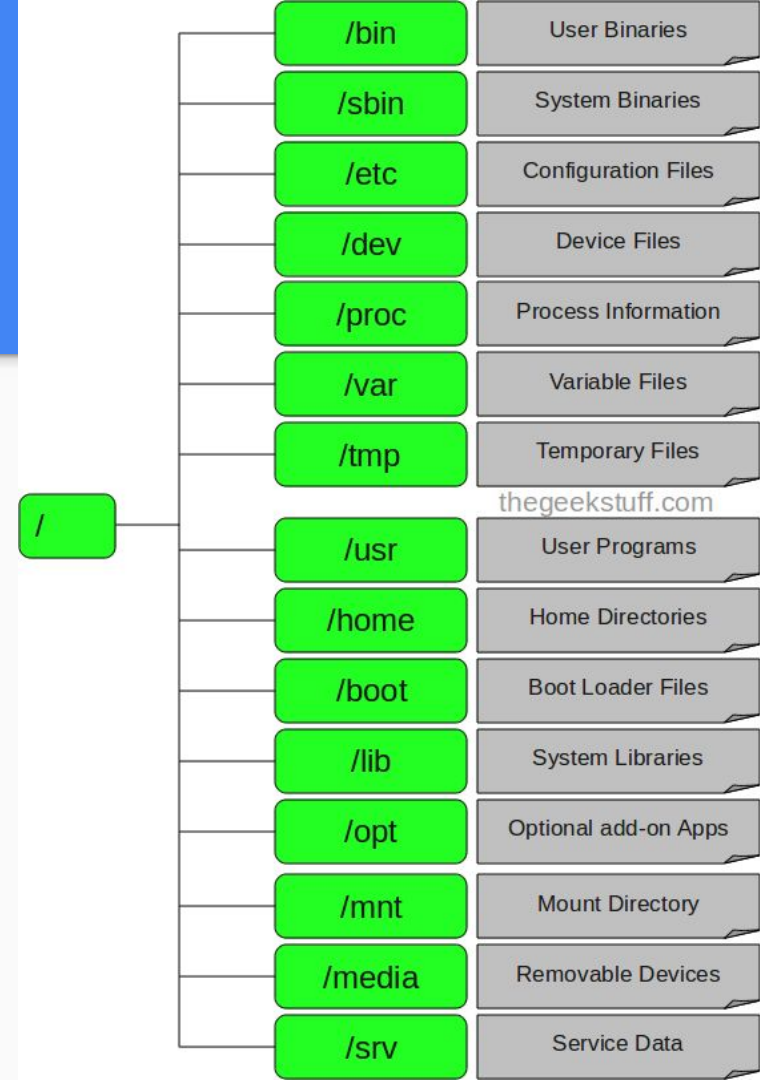 /bin User Binaries
/sbin System Binaries
/etc Configuration Files
/dev Device Files
/proc Process Information
/var Variable Files
/tmp Temporary Files
thegeekstuff.com
/
/usr User Programs
/home Home Directories
/boot Boot Loader Files
/lib System Libraries
/opt Optional add-on Apps
/mnt Mount Directory
/media Removable Devices
/srv Service Data